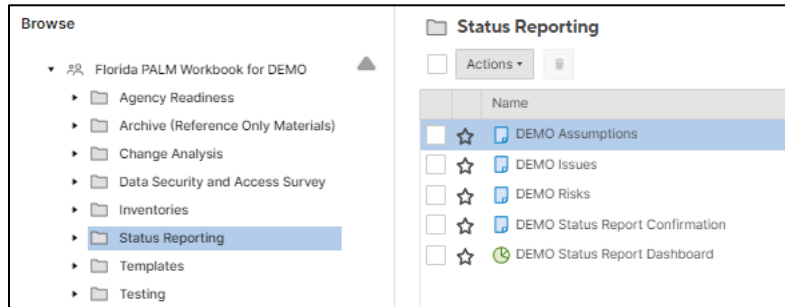 Browse
Florida PALM Workbook for DEMO
Agency Readiness
Archive (Reference Only Materials)
Change Analysis
Data Security and Access Survey
Inventories
Status Reporting
Templates
Testing
Status Reporting
Actions
Name
DEMO Assumptions
DEMO Issues
DEMO Risks
DEMO Status Report Confirmation
DEMO Status Report Dashboard